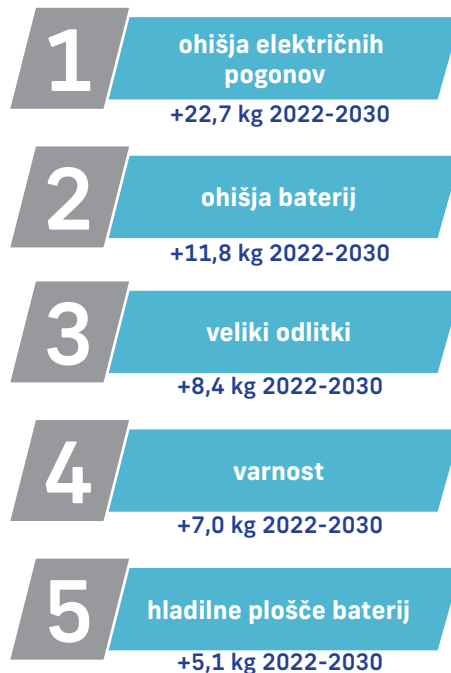 1
ohišja električnih
pogonov
+22,7 kg 2022-2030
2
ohišja baterij
+11,8 kg 2022-2030
3
veliki odlitki
+8,4 kg 2022-2030
4
varnost
+7,0 kg 2022-2030
5
hladilne plošče baterij
+5,1 kg 2022-2030